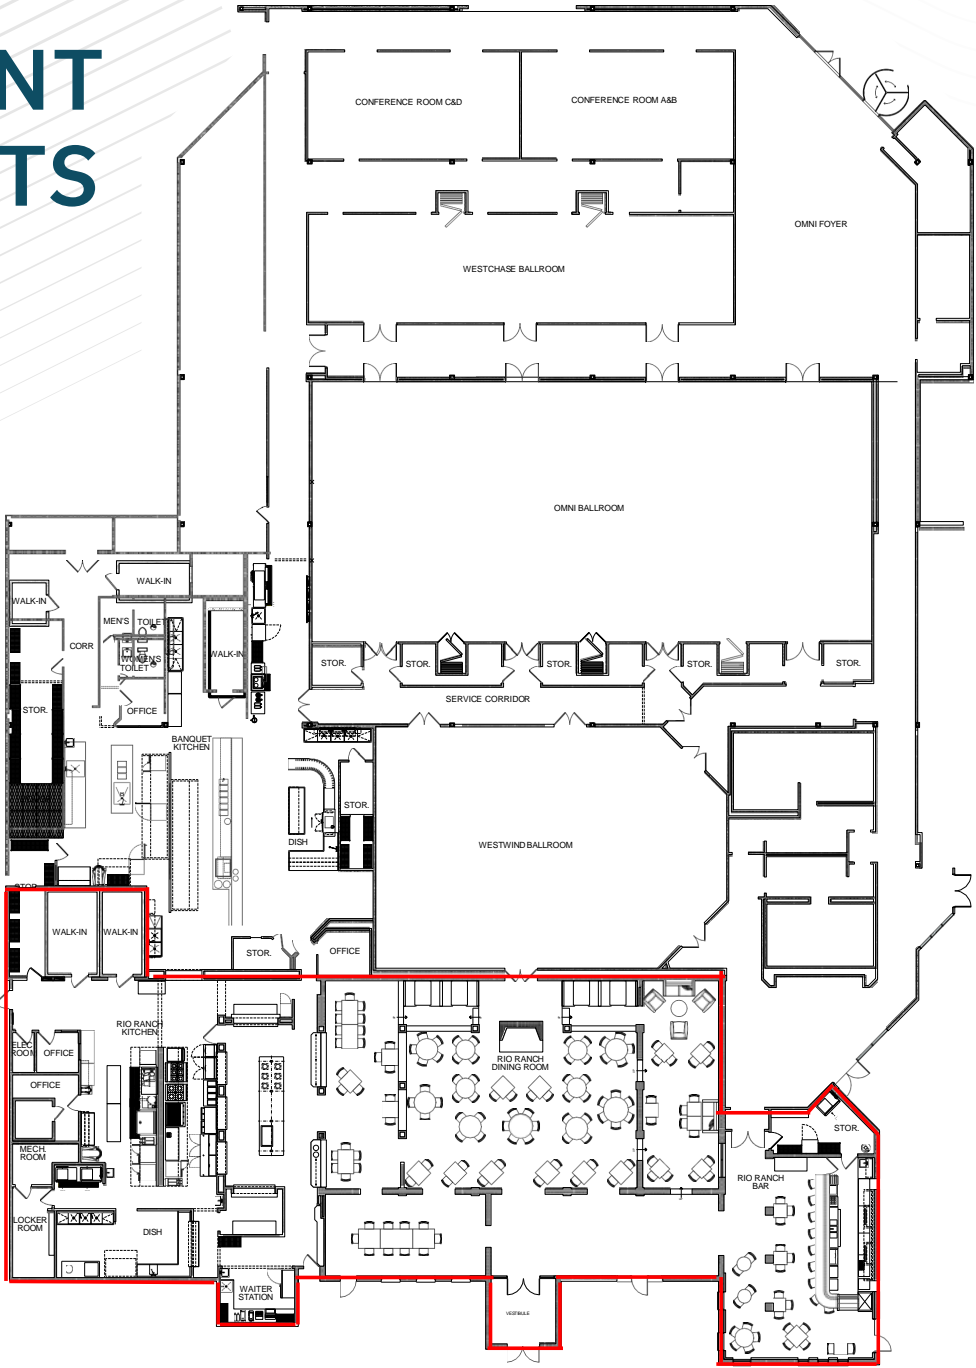 NT
TS
CONFERENCE ROOM C&D
CONFERENCE ROOM A&B
OMNI FOYER
WESTCHASE BALLROOM
OMNI BALLROOM
WALK-IN
WALK-IN
MEN'S TOILET
CORR
WOMEN'S
TOILET
WALK-IN
STOR.
STOR.
STOR.
STOR.
STOR.
SERVICE CORRIDOR
STOR.
OFFICE
BANQUET
KITCHEN
STOR.
DISH
WESTWIND BALLROOM
STOR.
WALK-IN
WALK-IN
STOR.
OFFICE
RIO RANCH
KITCHEN
ELEC
ROOM
OFFICE
RIO RANCH
DINING ROOM
OFFICE
STOR.
MECH.
ROOM
RIO RANCH
BAR
LOCKER
ROOM
DISH
WAITER
STATION
VESTIBULE